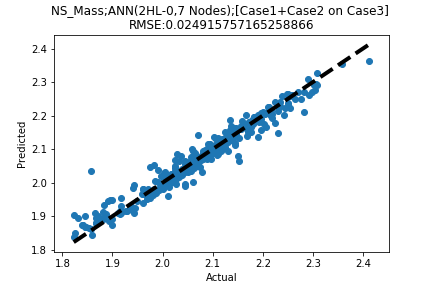 NS_Mass;ANN(2HL-0,7 Nodes);[Case1+Case2 on Case3]
RMSE:0.024915757165258866
2.4
2.3
2.2
2.1
2.0
1.9
1.8
Predicted
1.8 1.9 2.0 2.1 2.2 2.3 2.4
Actual